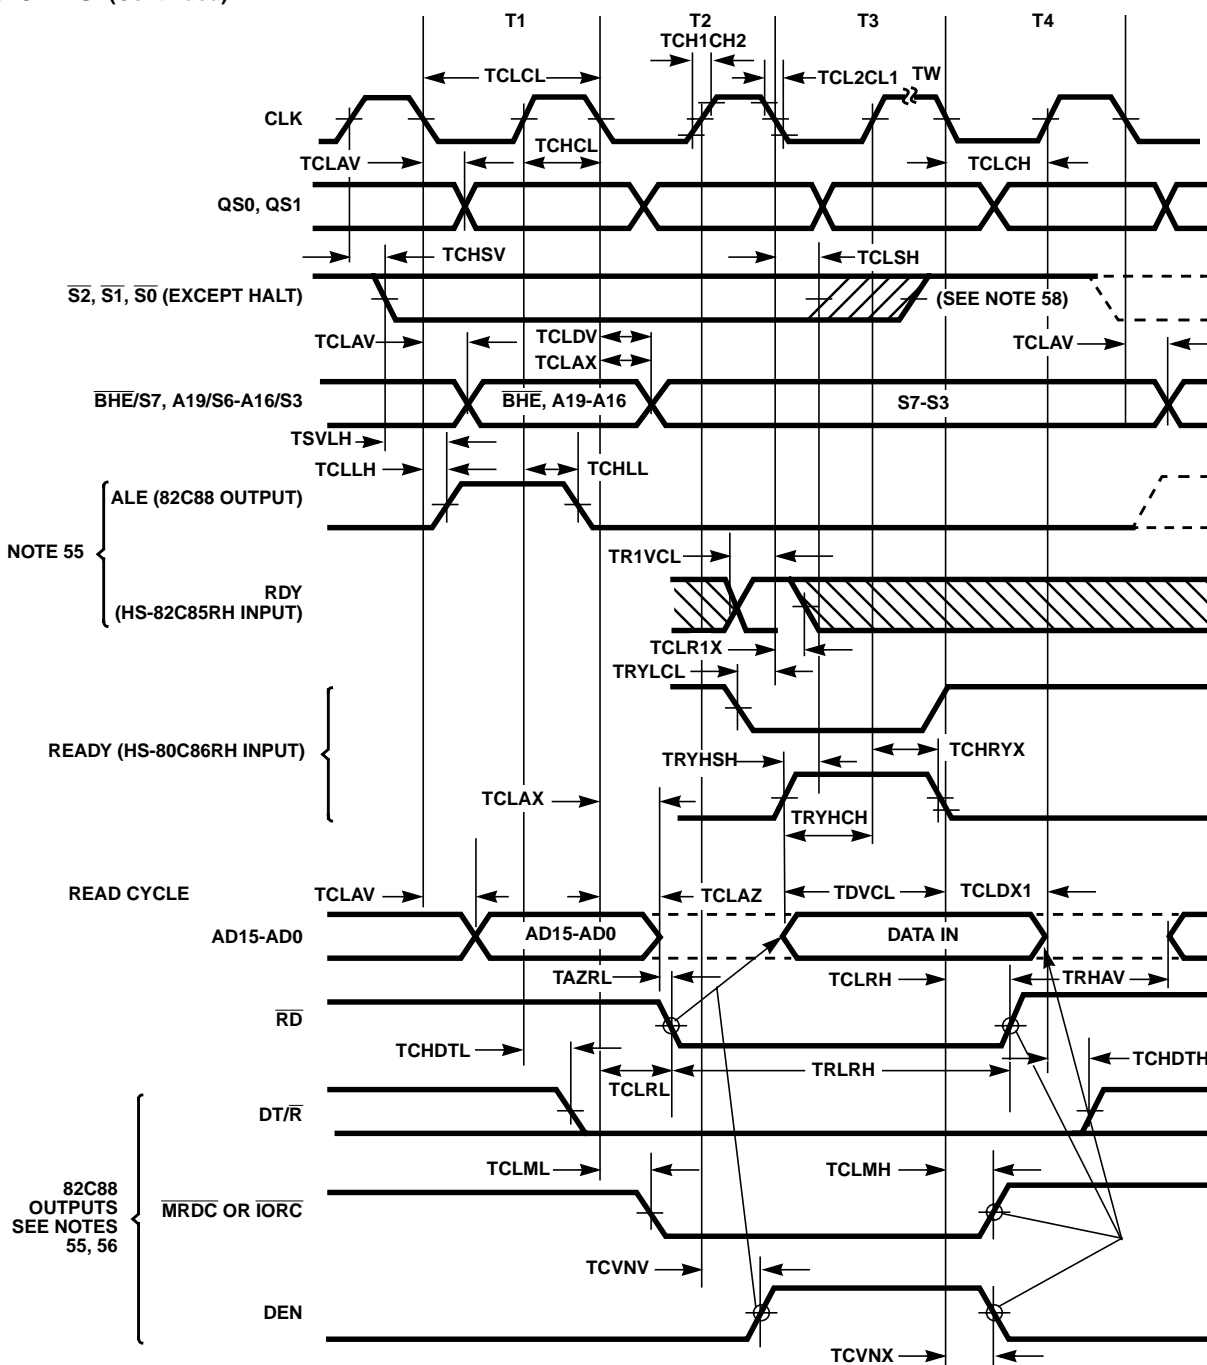 T1 T2 T3 T4
TCH1CH2
TCLCL TCL2CL1 TW
CLK
TCHCL
TCLAV TCLCH
QS0, QS1
TCHSV TCLSH
S2, S1, S0 (EXCEPT HALT) (SEE NOTE 58)
TCLAV TCLDV TCLAV
TCLAX
BHE/S7, A19/S6-A16/S3 BHE, A19-A16 S7-S3
TSVLH
TCLLH TCHLL
ALE (82C88 OUTPUT)
NOTE 55
TR1VCL
RDY
(HS-82C85RH INPUT)
TCLR1X
TRYLCL
READY (HS-80C86RH INPUT)
TCHRYX
TRYHSH
TCLAX
TRYHCH
READ CYCLE
TCLAV TCLAZ TDVCL TCLDX1
AD15-AD0 AD15-AD0 DATA IN
TAZRL TCLRH TRHAV
RD
TCHDTL TCHDTH
TCLRL TRLRH
DT/R
TCLML TCLMH
82C88
OUTPUTS
SEE NOTES
55, 56
MRDC OR IORC
TCVNV
DEN
TCVNX